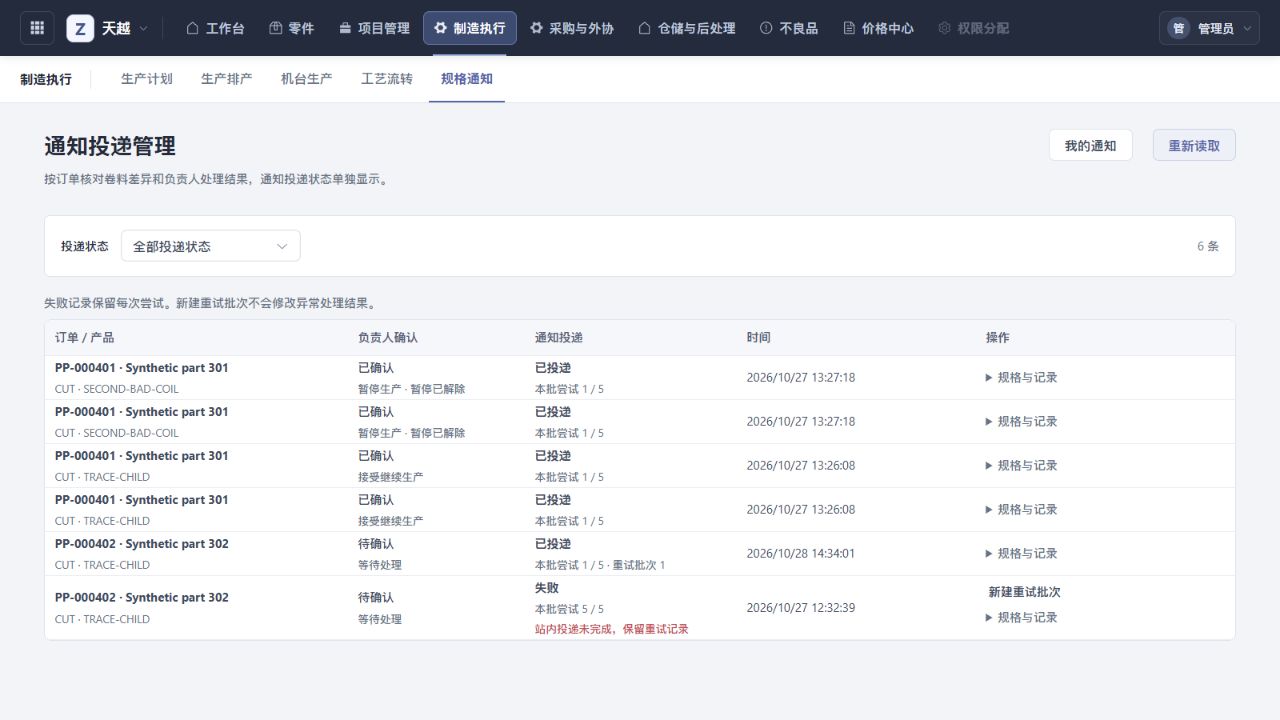 Z 天越 工作台 零件 项目管理 制造执行 采购与外协 仓储与后处理 不良品 价格中心 权限分配 管 管理员
制造执行 生产计划 生产排产 机台生产 工艺流转 规格通知
通知投递管理 我的通知 重新读取
按订单核对卷料差异和负责人处理结果，通知投递状态单独显示。
投递状态 全部投递状态 6 条
失败记录保留每次尝试。新建重试批次不会修改异常处理结果。
订单 / 产品 负责人确认 通知投递 时间 操作
PP-000401 · Synthetic part 301 已确认 已投递
2026/10/27 13:27:18 ▶ 规格与记录
CUT · SECOND-BAD-COIL 暂停生产 · 暂停已解除 本批尝试 1 / 5
PP-000401 · Synthetic part 301 已确认 已投递
2026/10/27 13:27:18 ▶ 规格与记录
CUT · SECOND-BAD-COIL 暂停生产 · 暂停已解除 本批尝试 1 / 5
PP-000401 · Synthetic part 301 已确认 已投递
2026/10/27 13:26:08 ▶ 规格与记录
CUT · TRACE-CHILD 接受继续生产 本批尝试 1 / 5
PP-000401 · Synthetic part 301 已确认 已投递
2026/10/27 13:26:08 ▶ 规格与记录
CUT · TRACE-CHILD 接受继续生产 本批尝试 1 / 5
PP-000402 · Synthetic part 302 待确认 已投递
2026/10/28 14:34:01 ▶ 规格与记录
CUT · TRACE-CHILD 等待处理 本批尝试 1 / 5 · 重试批次 1
失败 新建重试批次
PP-000402 · Synthetic part 302 待确认
本批尝试 5 / 5 2026/10/27 12:32:39
CUT · TRACE-CHILD 等待处理 ▶ 规格与记录
站内投递未完成，保留重试记录